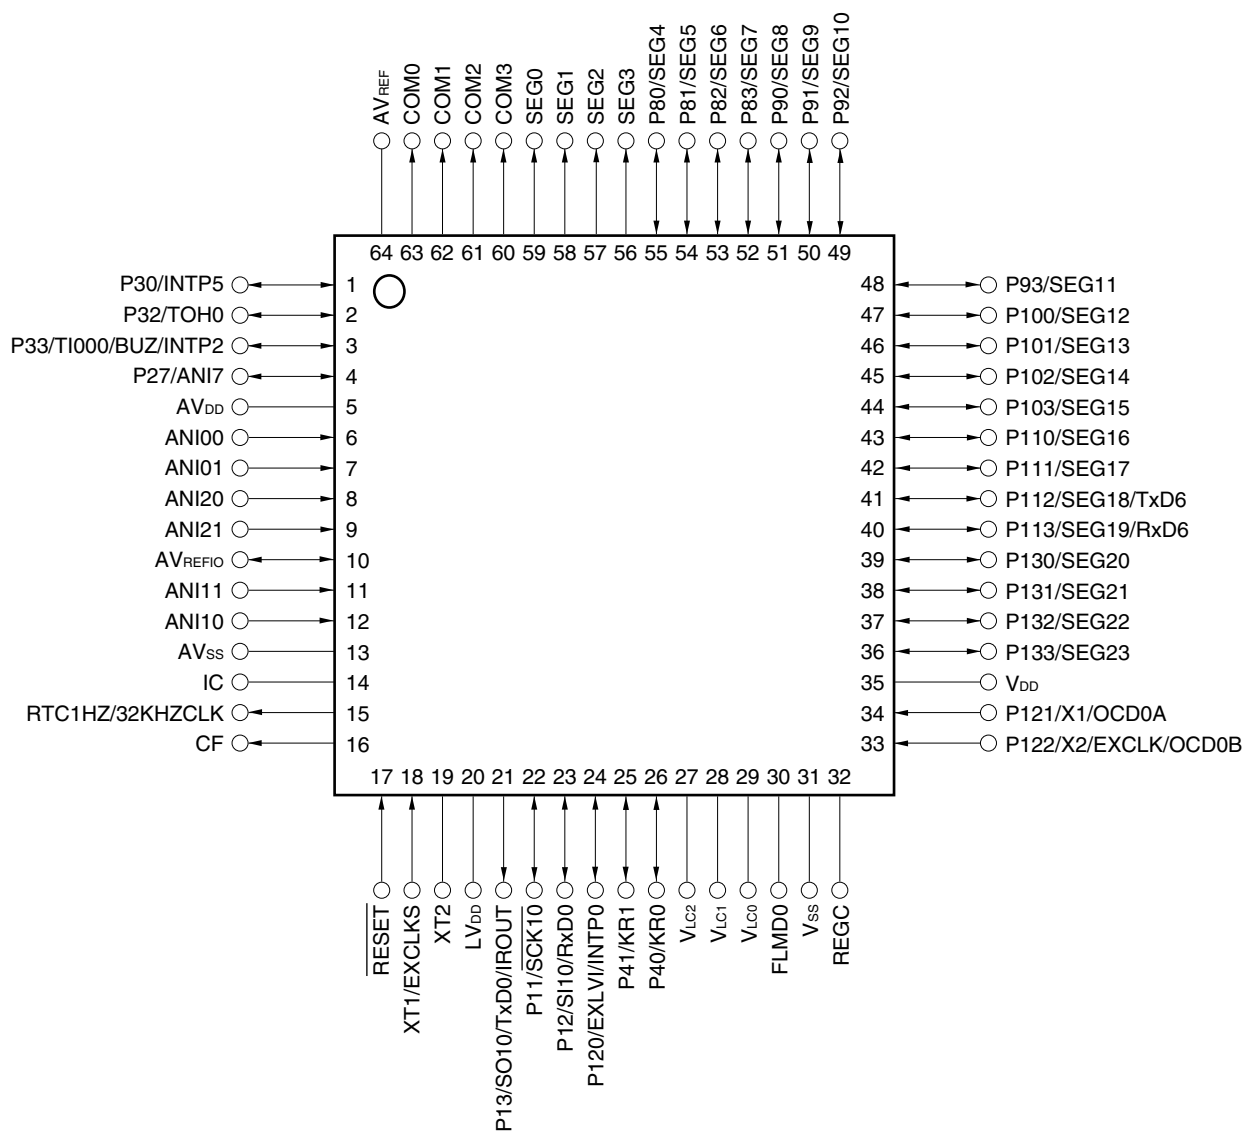 AVREF
COM0
COM1
COM2
COM3
SEG0
SEG1
SEG2
SEG3
P80/SEG4
P81/SEG5
P82/SEG6
P83/SEG7
P90/SEG8
P91/SEG9
P92/SEG10
64 63 62 61 60 59 58 57 56 55 54 53 52 51 50 49
P30/INTP5 1
P32/TOH0 2
P33/TI000/BUZ/INTP2 3
P27/ANI7 4
AVDD 5
ANI00 6
ANI01 7
ANI20 8
ANI21 9
AVREFIO 10
ANI11 11
ANI10 12
AVSS 13
IC 14
RTC1HZ/32KHZCLK 15
CF 16
48 P93/SEG11
47 P100/SEG12
46 P101/SEG13
45 P102/SEG14
44 P103/SEG15
43 P110/SEG16
42 P111/SEG17
41 P112/SEG18/TxD6
40 P113/SEG19/RxD6
39 P130/SEG20
38 P131/SEG21
37 P132/SEG22
36 P133/SEG23
35 VDD
34 P121/X1/OCD0A
33 P122/X2/EXCLK/OCD0B
17 18 19 20 21 22 23 24 25 26 27 28 29 30 31 32
RESET
XT1/EXCLKS
XT2
LVDD
P13/SO10/TxD0/IROUT
P11/SCK10
P12/SI10/RxD0
P120/EXLVI/INTP0
P41/KR1
P40/KR0
VLC2
VLC1
VLC0
FLMD0
VSS
REGC